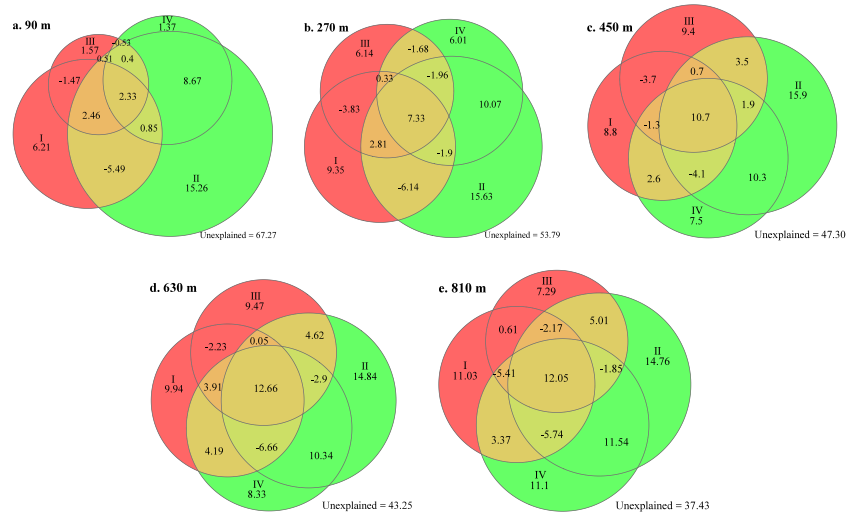 a. 90 m
IV
1.37
III
1.57
-0.53
0.51
0.4
-1.47
8.67
2.33
2.46
0.85
I
6.21
-5.49
II
15.26
Unexplained = 67.27
b. 270 m
IV
6.01
III
6.14
-1.68
0.33
-1.96
-3.83
10.07
7.33
2.81
-1.9
I
9.35
-6.14
II
15.63
Unexplained = 53.79
c. 450 m
III
9.4
3.5
0.7
-3.7
II
15.9
1.9
10.7
-1.3
I
8.8
-4.1
2.6
10.3
IV
7.5
Unexplained = 47.30
d. 630 m
III
9.47
4.62
0.05
-2.23
II
14.84
-2.9
I
9.94
3.91
12.66
-6.66
4.19
10.34
IV
8.33
Unexplained = 43.25
e. 810 m
III
7.29
5.01
0.61
-2.17
II
14.76
-1.85
I
11.03
-5.41
12.05
-5.74
3.37
11.54
IV
11.1
Unexplained = 37.43